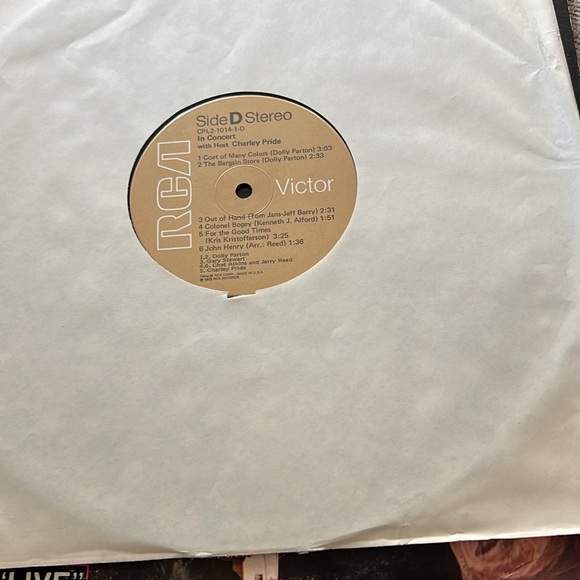 Side D Stereo
CPL2-1014-1-D
In Concert
with Host Charley Pride
1 Coat of Many Colors (Dolly Parton) 3:03
2 The Bargain Store (Dolly Parton) 2:33
RCA
Victor
3 Out of Hand (Tom Jans-Jeff Barry) 2:31
4 Colonel Bogey (Kenneth J. Alford) 1:51
5 For the Good Times
(Kris Kristofferson) 3:25
6 John Henry (Arr.: Reed) 1:36
1,2. Dolly Parton
3. Gary Stewart
4,6. Chet Atkins and Jerry Reed
5. Charley Pride
"LIVE"